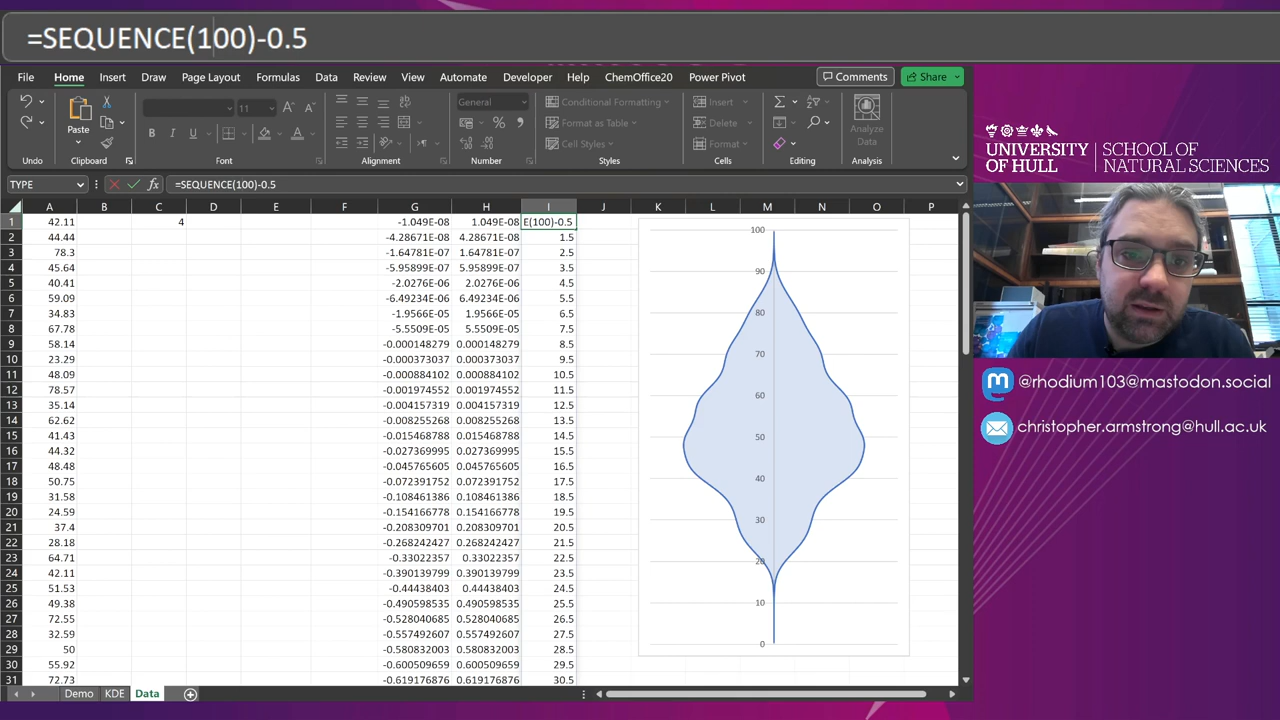 =SEQUENCE(100)-0.5
File Home Insert Draw Page Layout Formulas Data Review View Automate Developer Help ChemOffice20 Power Pivot Comments Share
11 A A ab General Conditional Formatting Insert Σ
Paste B I U A % Format as Table Delete Analyze
Cell Styles Format Data
Undo Clipboard Font Alignment Number Styles Cells Editing Analysis
TYPE fx =SEQUENCE(100)-0.5
A B C D E F G H I J K L M N O P
1 42.11 4 -1.049E-08 1.049E-08 E(100)-0.5
2 44.44 -4.28671E-08 4.28671E-08 1.5
3 78.3 -1.64781E-07 1.64781E-07 2.5
4 45.64 -5.95899E-07 5.95899E-07 3.5
5 40.41 -2.0276E-06 2.0276E-06 4.5
6 59.09 -6.49234E-06 6.49234E-06 5.5
7 34.83 -1.9566E-05 1.9566E-05 6.5
8 67.78 -5.5509E-05 5.5509E-05 7.5
9 58.14 -0.000148279 0.000148279 8.5
10 23.29 -0.000373037 0.000373037 9.5
11 48.09 -0.000884102 0.000884102 10.5
12 78.57 -0.001974552 0.001974552 11.5
13 35.14 -0.004157319 0.004157319 12.5
14 62.62 -0.008255268 0.008255268 13.5
15 41.43 -0.015468788 0.015468788 14.5
16 44.32 -0.027369995 0.027369995 15.5
17 48.48 -0.045765605 0.045765605 16.5
18 50.75 -0.072391752 0.072391752 17.5
19 31.58 -0.108461386 0.108461386 18.5
20 24.59 -0.154166778 0.154166778 19.5
21 37.4 -0.208309701 0.208309701 20.5
22 28.18 -0.268242427 0.268242427 21.5
23 64.71 -0.33022357 0.33022357 22.5
24 42.11 -0.390139799 0.390139799 23.5
25 51.53 -0.44438403 0.44438403 24.5
26 49.38 -0.490598535 0.490598535 25.5
27 72.55 -0.528040685 0.528040685 26.5
28 32.59 -0.557492607 0.557492607 27.5
29 50 -0.580832003 0.580832003 28.5
30 55.92 -0.600509659 0.600509659 29.5
31 72.73 -0.619176876 0.619176876 30.5
100
90
80
70
60
50
40
30
20
10
0
Demo KDE Data
UNIVERSITY OF HULL
SCHOOL OF NATURAL SCIENCES
@rhodium103@mastodon.social
christopher.armstrong@hull.ac.uk